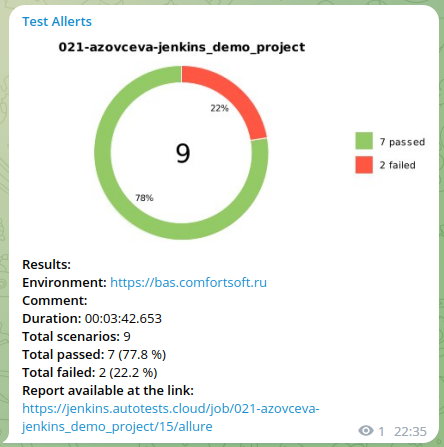 Test Allerts
021-azovceva-jenkins_demo_project
22%
9
78%
7 passed
2 failed
Results:
Environment: https://bas.comfortsoft.ru
Comment:
Duration: 00:03:42.653
Total scenarios: 9
Total passed: 7 (77.8 %)
Total failed: 2 (22.2 %)
Report available at the link:
https://jenkins.autotests.cloud/job/021-azovceva-
jenkins_demo_project/15/allure
1 22:35